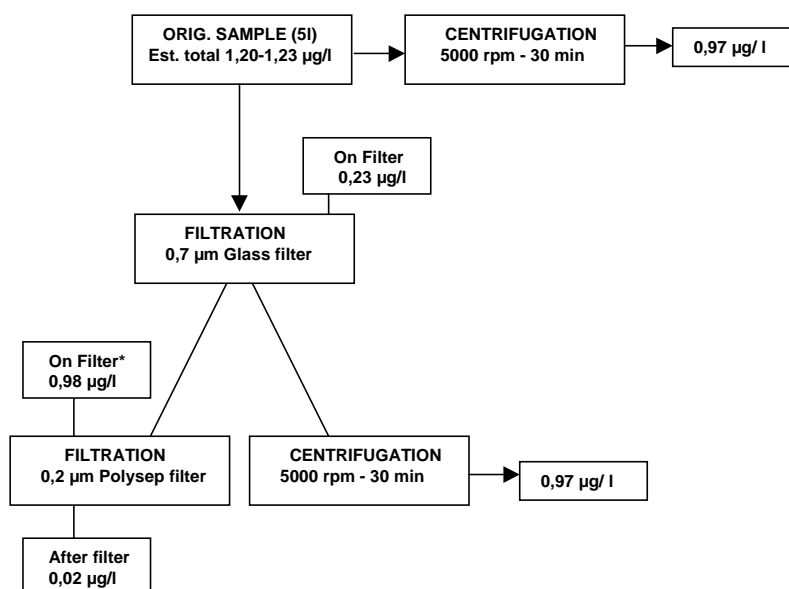 ORIG. SAMPLE (5l)
Est. total 1,20-1,23 µg/l
CENTRIFUGATION
5000 rpm - 30 min
0,97 µg/ l
On Filter
0,23 µg/l
FILTRATION
0,7 µm Glass filter
On Filter*
0,98 µg/l
FILTRATION
0,2 µm Polysep filter
CENTRIFUGATION
5000 rpm - 30 min
0,97 µg/ l
After filter
0,02 µg/l